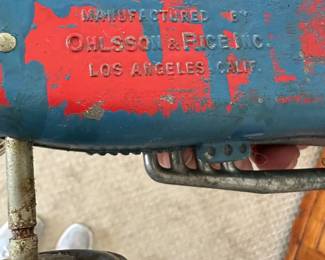 MANUFACTURED BY
OHLSSON & RICE INC.
LOS ANGELES, CALIF.